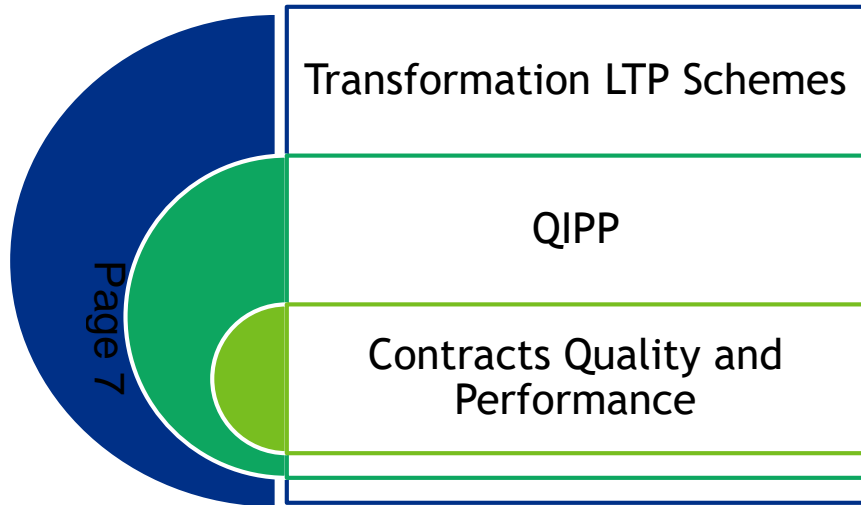 Transformation LTP Schemes
QIPP
Contracts Quality and
Performance
Page 7